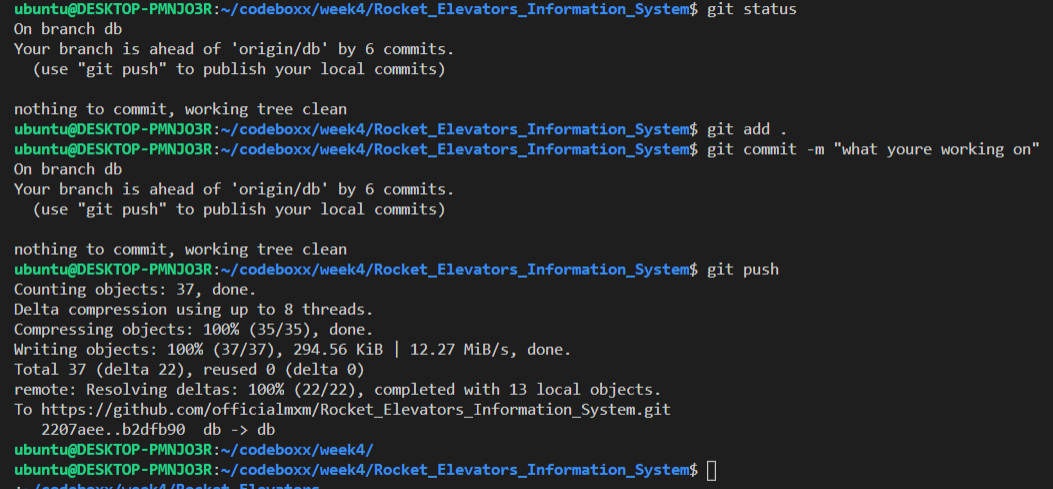 ubuntu@DESKTOP-PMNJO3R:~/codeboxx/week4/Rocket_Elevators_Information_System$ git status
On branch db
Your branch is ahead of 'origin/db' by 6 commits.
  (use "git push" to publish your local commits)

nothing to commit, working tree clean
ubuntu@DESKTOP-PMNJO3R:~/codeboxx/week4/Rocket_Elevators_Information_System$ git add .
ubuntu@DESKTOP-PMNJO3R:~/codeboxx/week4/Rocket_Elevators_Information_System$ git commit -m "what youre working on"
On branch db
Your branch is ahead of 'origin/db' by 6 commits.
  (use "git push" to publish your local commits)

nothing to commit, working tree clean
ubuntu@DESKTOP-PMNJO3R:~/codeboxx/week4/Rocket_Elevators_Information_System$ git push
Counting objects: 37, done.
Delta compression using up to 8 threads.
Compressing objects: 100% (35/35), done.
Writing objects: 100% (37/37), 294.56 KiB | 12.27 MiB/s, done.
Total 37 (delta 22), reused 0 (delta 0)
remote: Resolving deltas: 100% (22/22), completed with 13 local objects.
To https://github.com/officialmxm/Rocket_Elevators_Information_System.git
   2207aee..b2dfb90  db -> db
ubuntu@DESKTOP-PMNJO3R:~/codeboxx/week4/
ubuntu@DESKTOP-PMNJO3R:~/codeboxx/week4/Rocket_Elevators_Information_System$